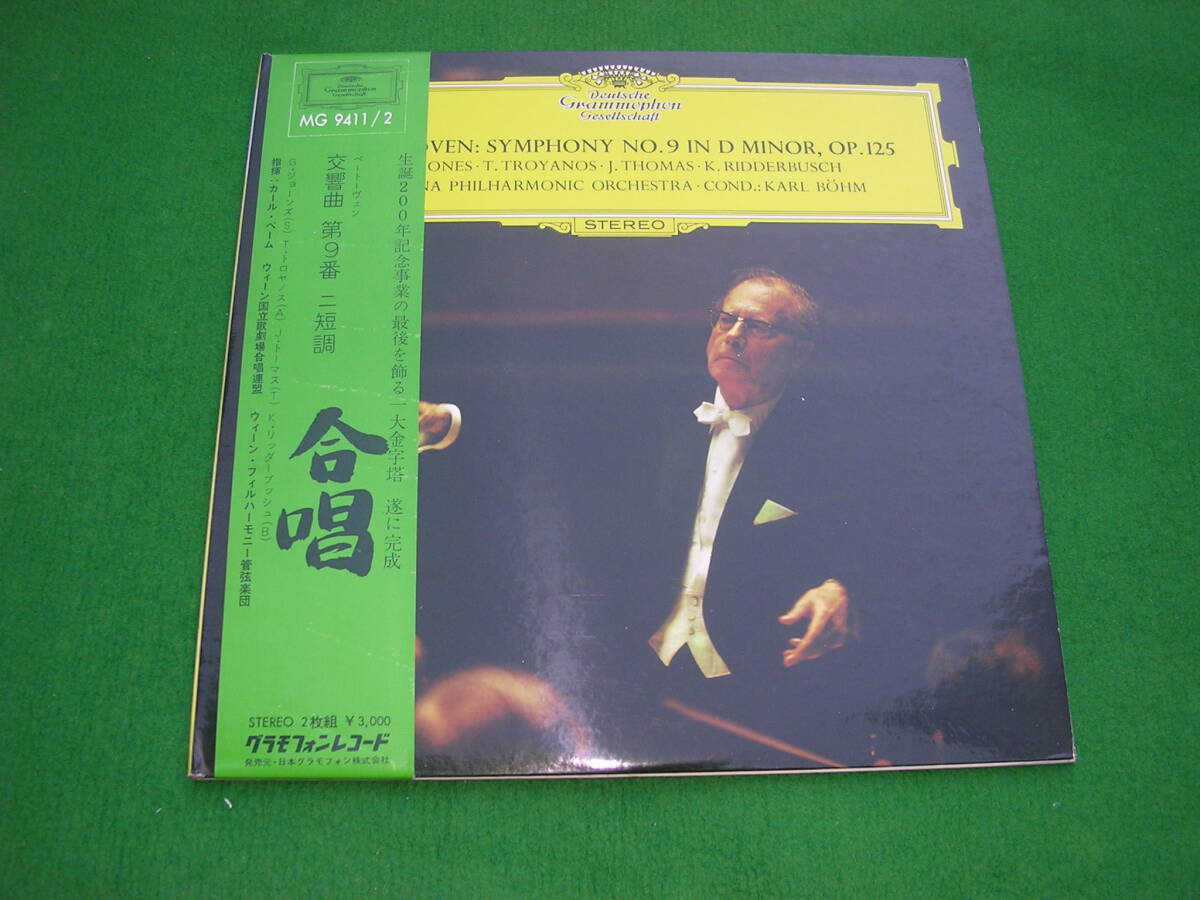 Deutsche
Grammophon
Gesellschaft
MG 9411/2
生誕200年記念事業の最後を飾る一大金字塔 遂に完成
ベートーヴェン
交響曲 第9番 ニ短調
合唱
G・ジョーンズ(S) T・トロヤノス(A) J・トーマス(T) K・リッダーブッシュ(B)
指揮:カール・ベーム ウィーン国立歌劇場合唱連盟 ウィーン・フィルハーモニー管弦楽団
STEREO 2枚組 ¥3,000
グラモフォンレコード
発売元・日本グラモフォン株式会社
Deutsche
Grammophon
Gesellschaft
OVEN: SYMPHONY NO. 9 IN D MINOR, OP. 125
ONES · T. TROYANOS · J. THOMAS · K. RIDDERBUSCH
NA PHILHARMONIC ORCHESTRA · COND.: KARL BÖHM
STEREO